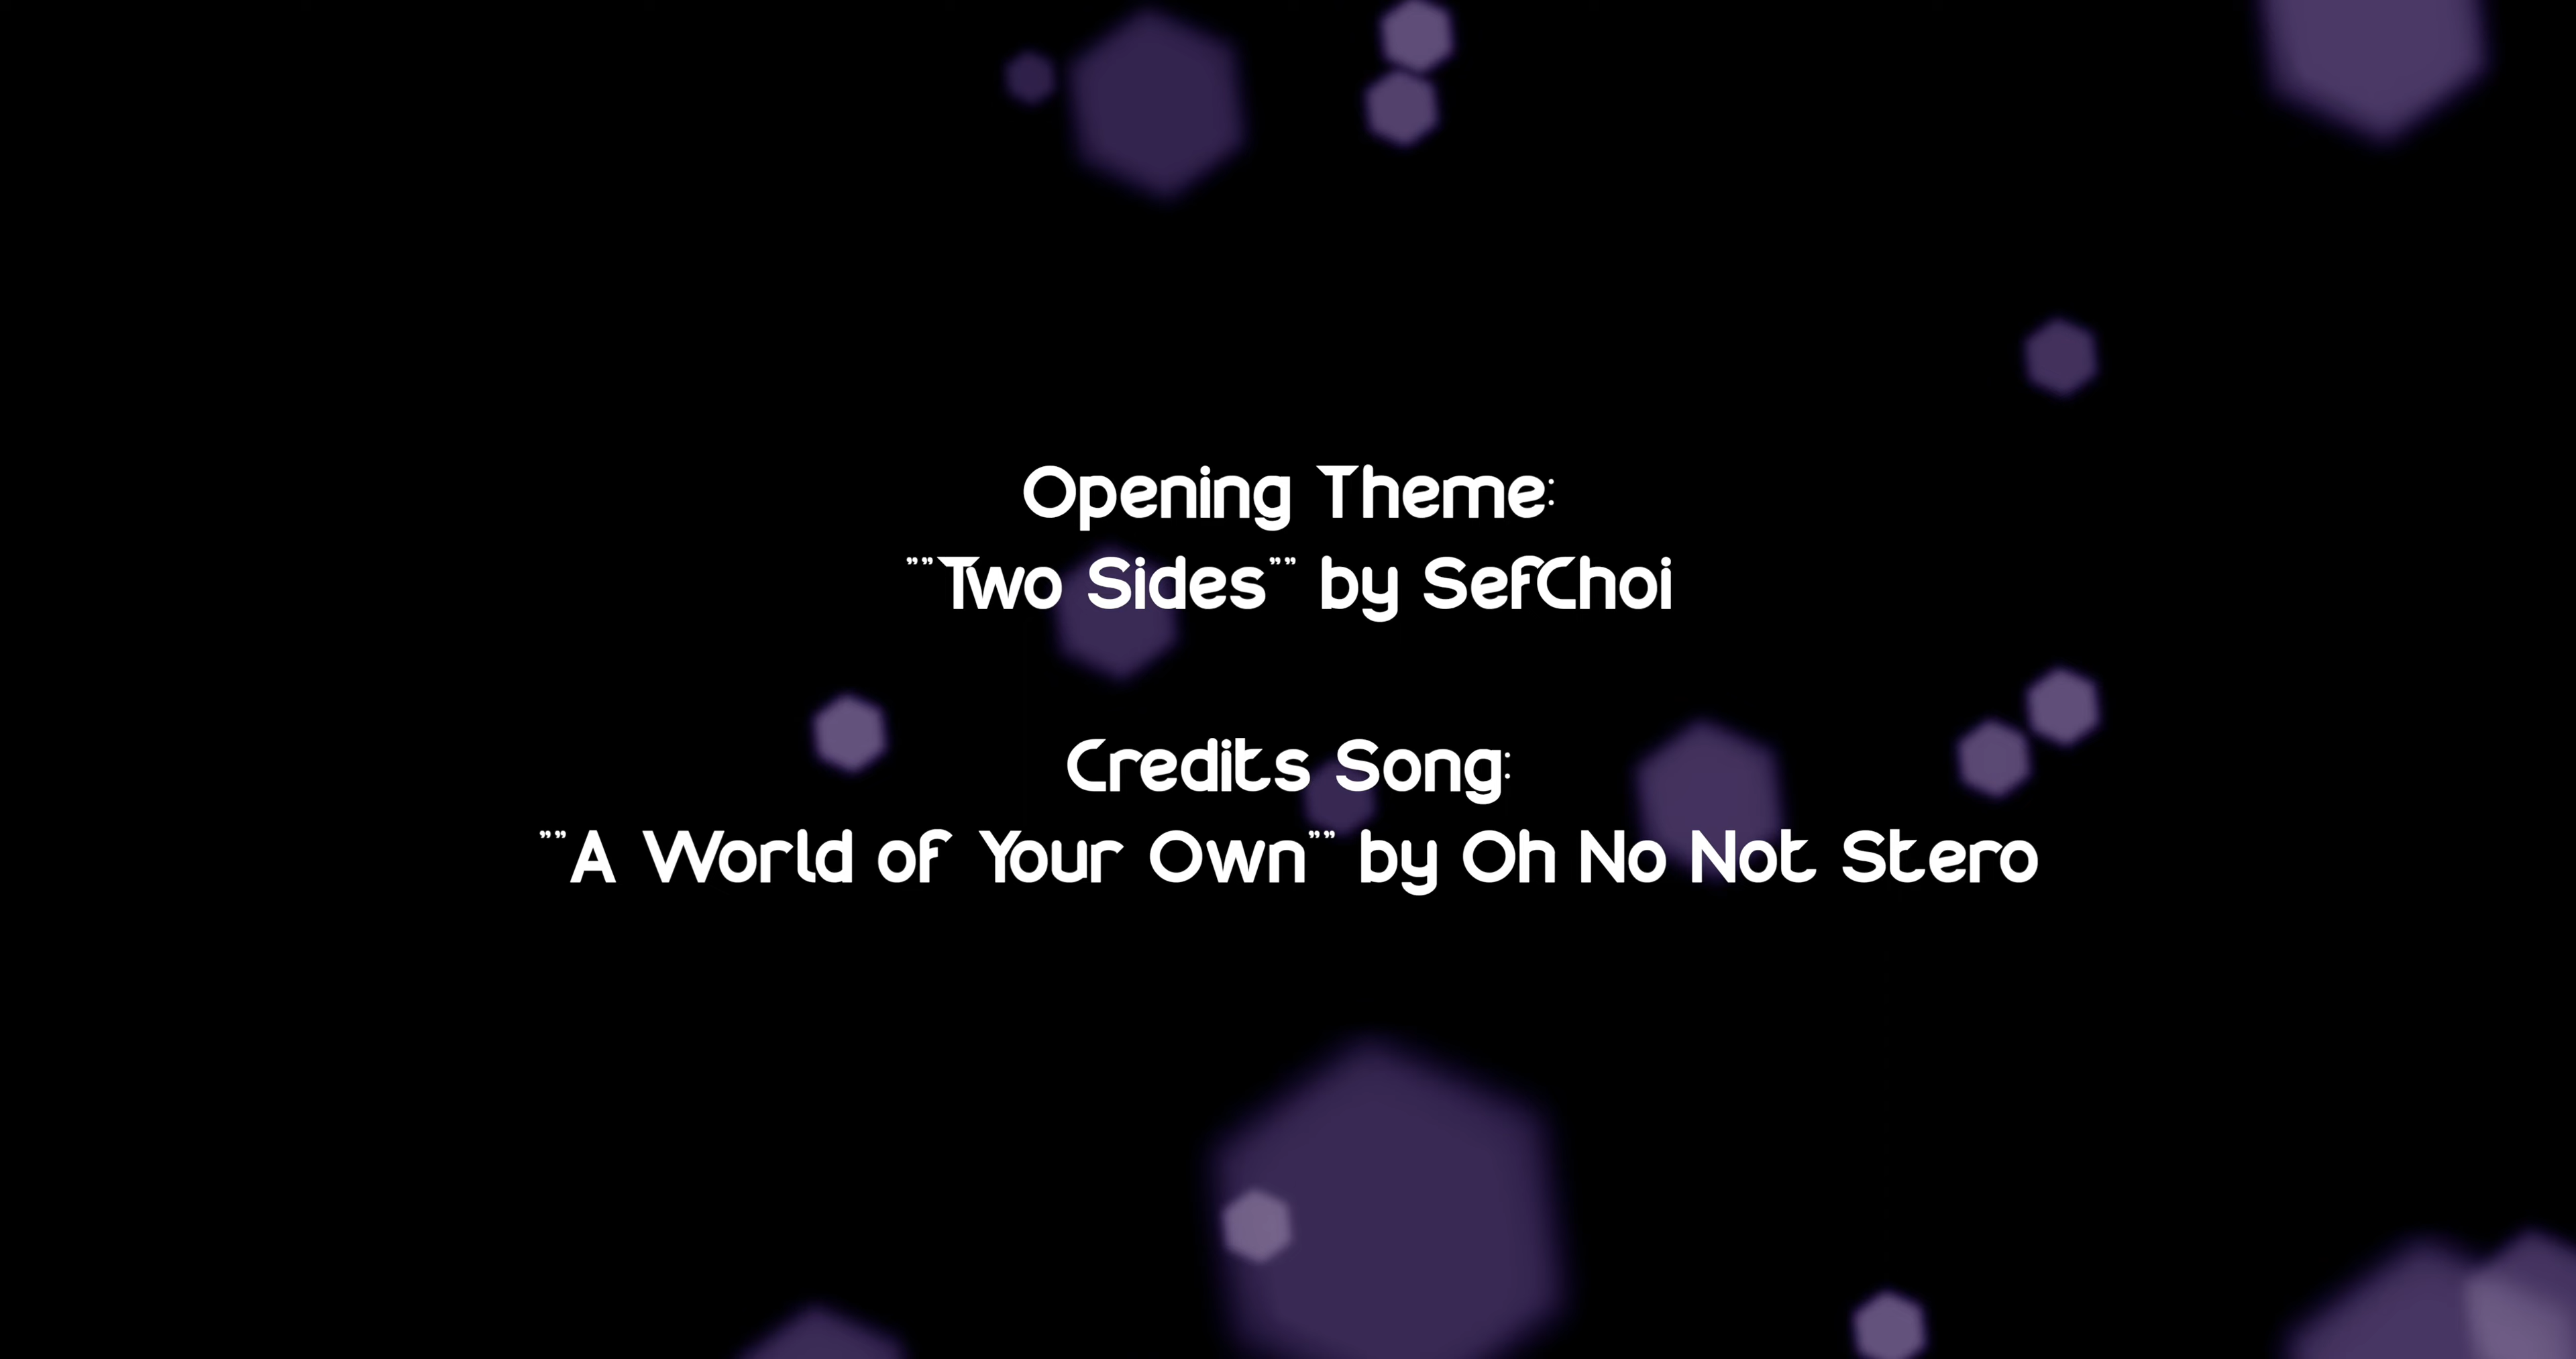 Opening Theme:
""Two Sides"" by SefChoi
Credits Song:
""A World of Your Own"" by Oh No Not Stero